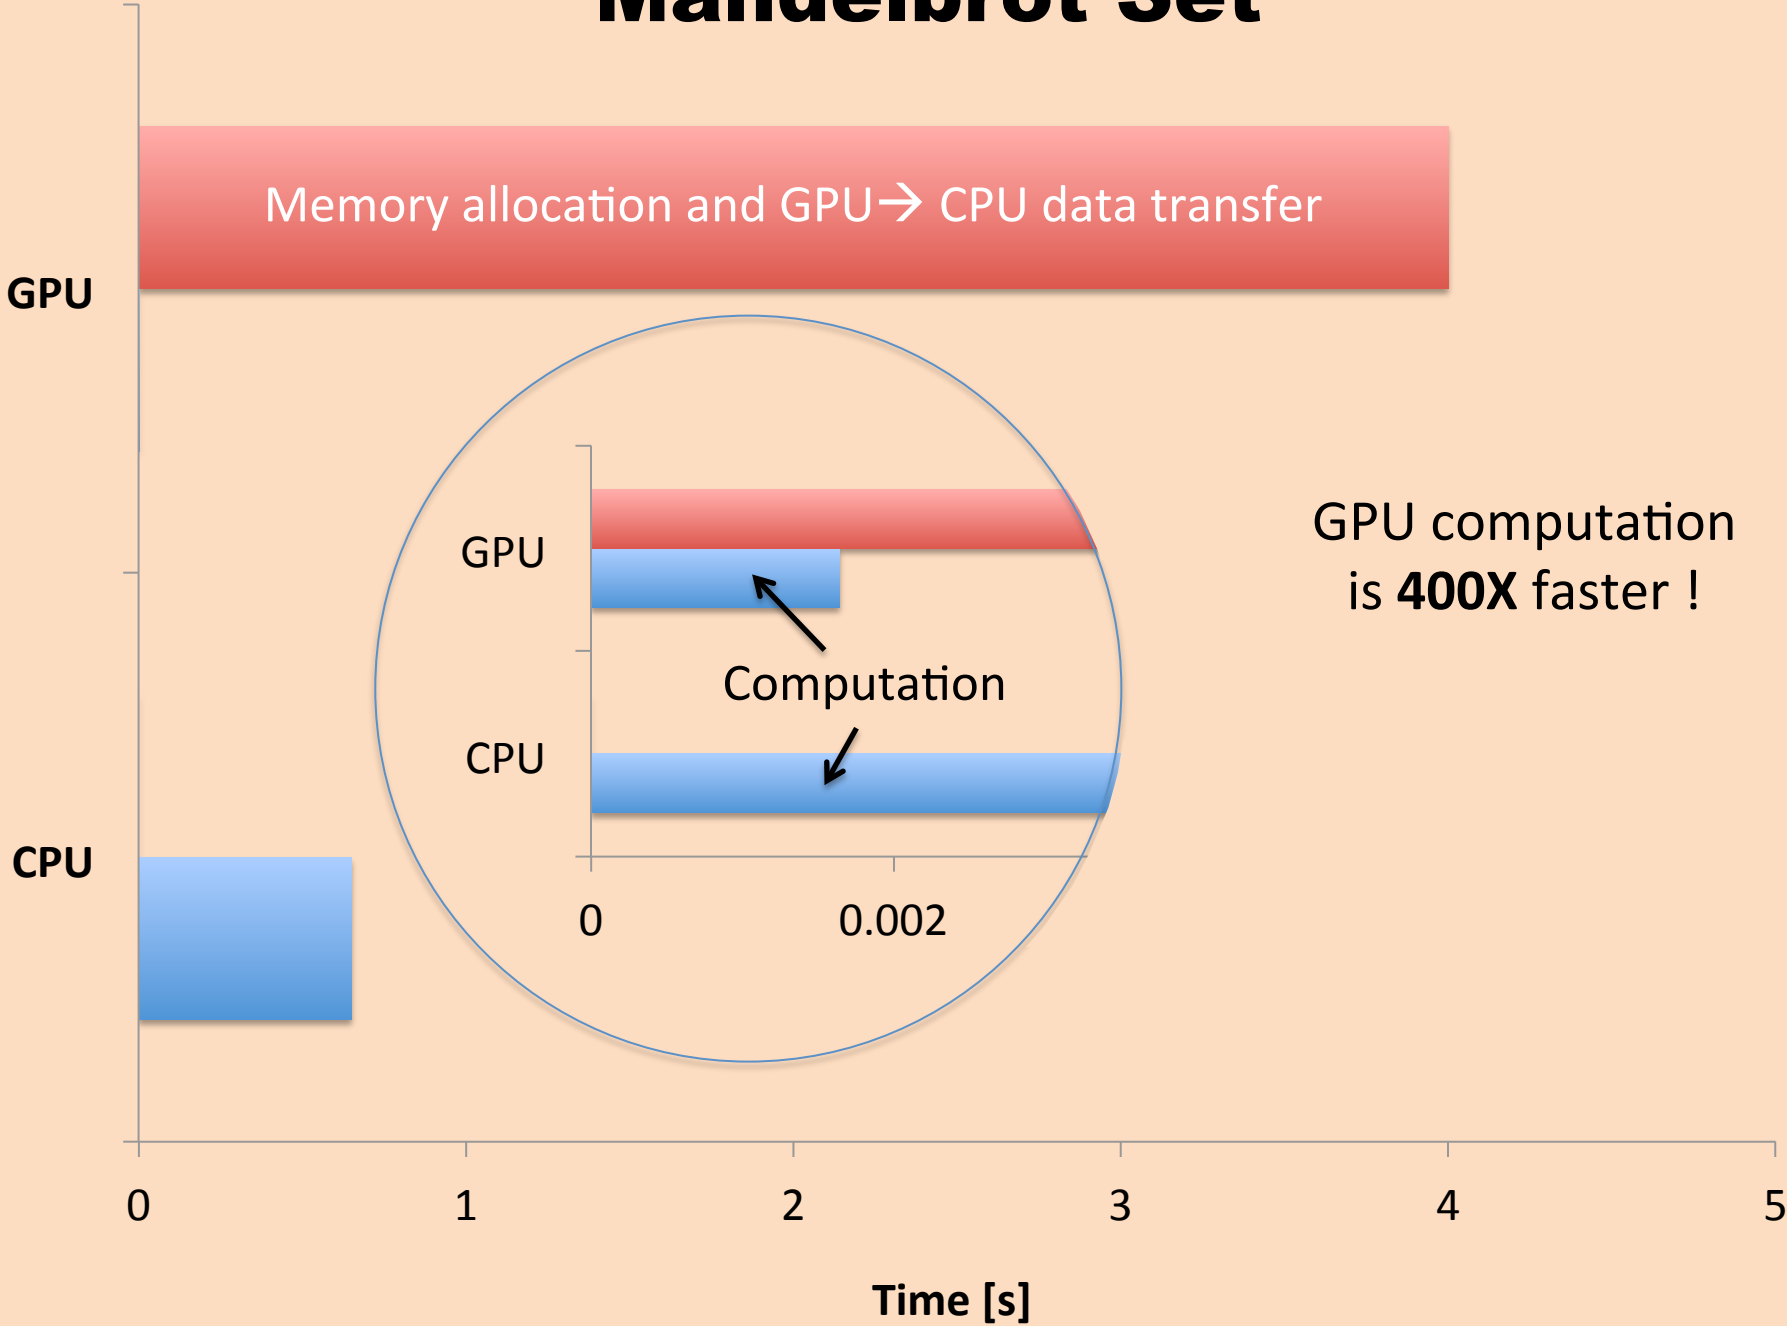 Mandelbrot Set
Memory allocation and GPU→ CPU data transfer
GPU
GPU computation
is 400X faster !
GPU
Computation
CPU
CPU
0 0.002
0 1 2 3 4 5
Time [s]